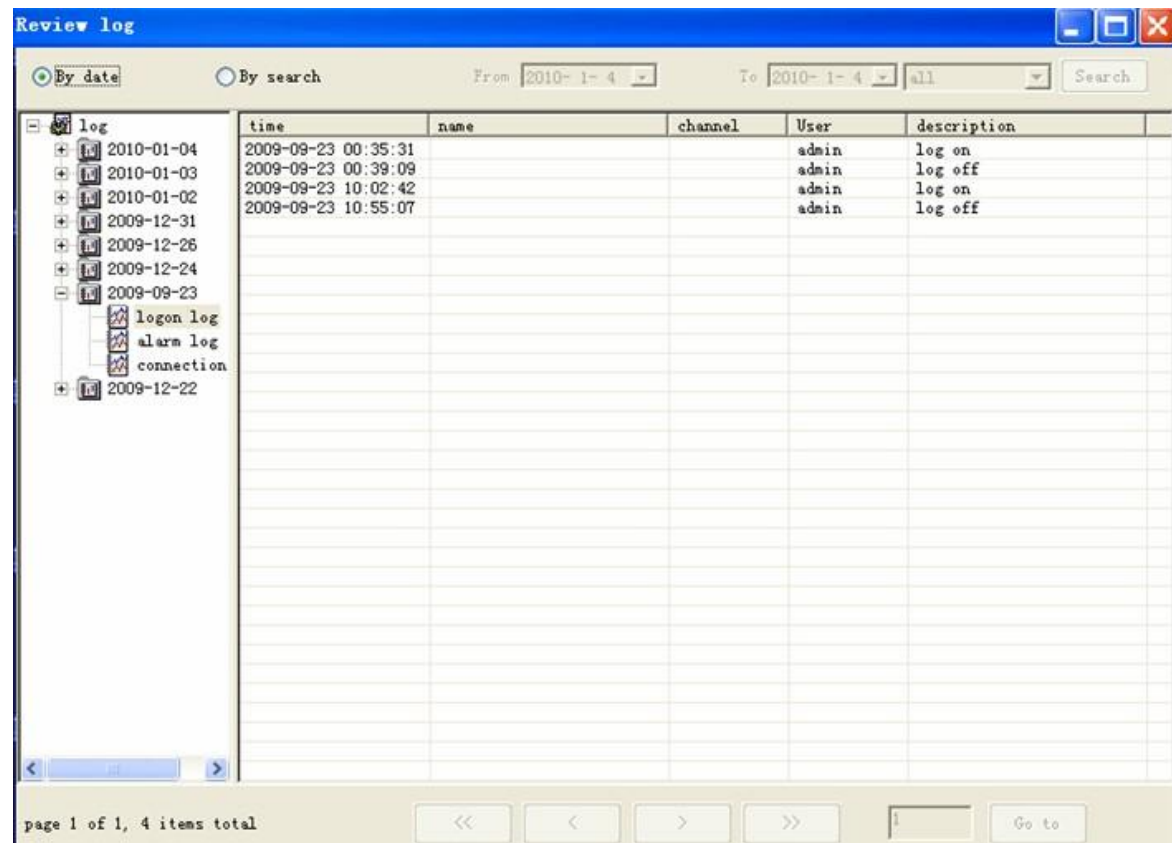 Review log
By date By search From 2010- 1- 4 To 2010- 1- 4 all Search
log
2010-01-04
2010-01-03
2010-01-02
2009-12-31
2009-12-26
2009-12-24
2009-09-23
logon log
alarm log
connection
2009-12-22
time name channel User description
2009-09-23 00:35:31 admin log on
2009-09-23 00:39:09 admin log off
2009-09-23 10:02:42 admin log on
2009-09-23 10:55:07 admin log off
page 1 of 1, 4 items total << < > >> 1 Go to